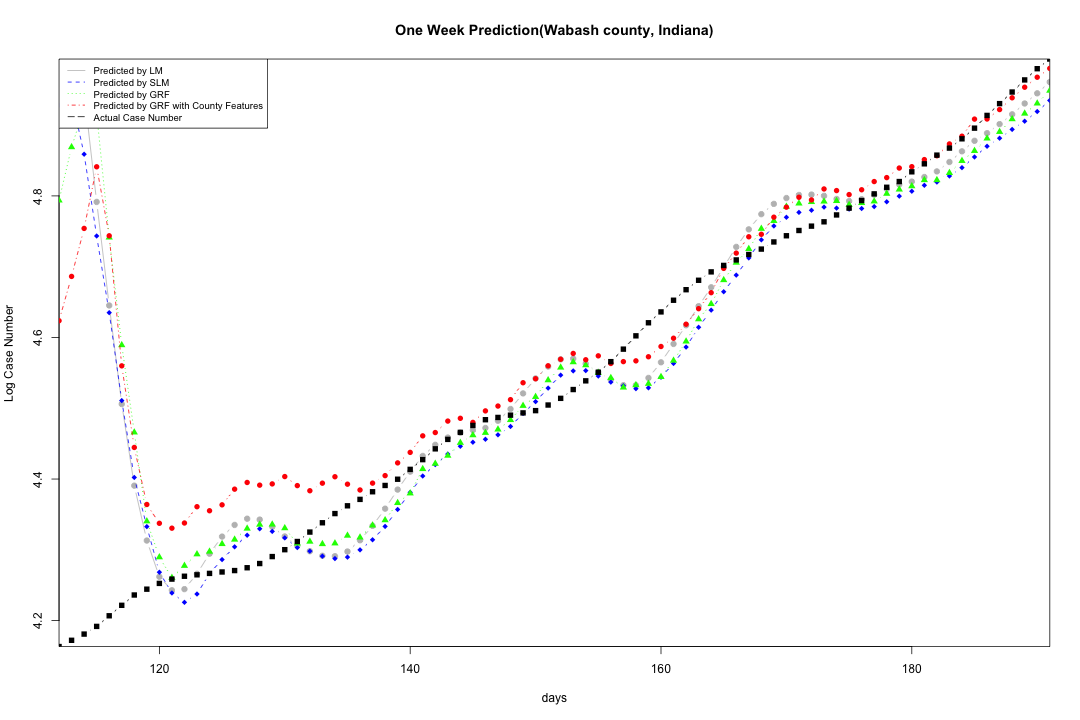 One Week Prediction(Wabash county, Indiana)
Predicted by LM
Predicted by SLM
Predicted by GRF
Predicted by GRF with County Features
Actual Case Number
Log Case Number
4.8
4.6
4.4
4.2
120 140 160 180
days